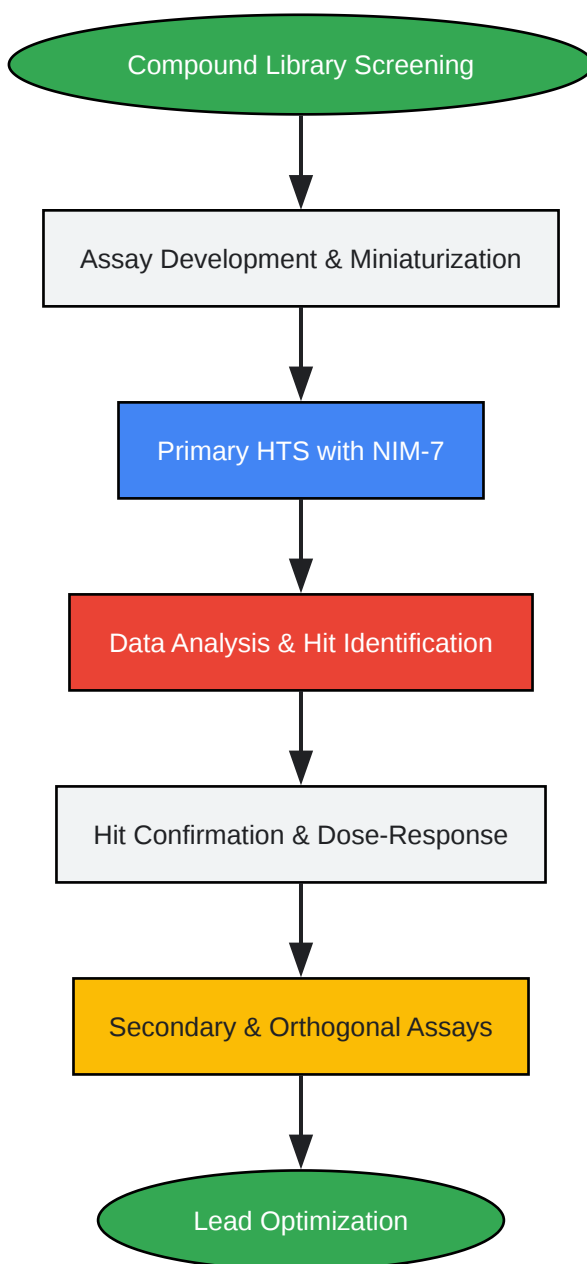 Compound Library Screening
Assay Development & Miniaturization
Primary HTS with NIM-7
Data Analysis & Hit Identification
Hit Confirmation & Dose-Response
Secondary & Orthogonal Assays
Lead Optimization